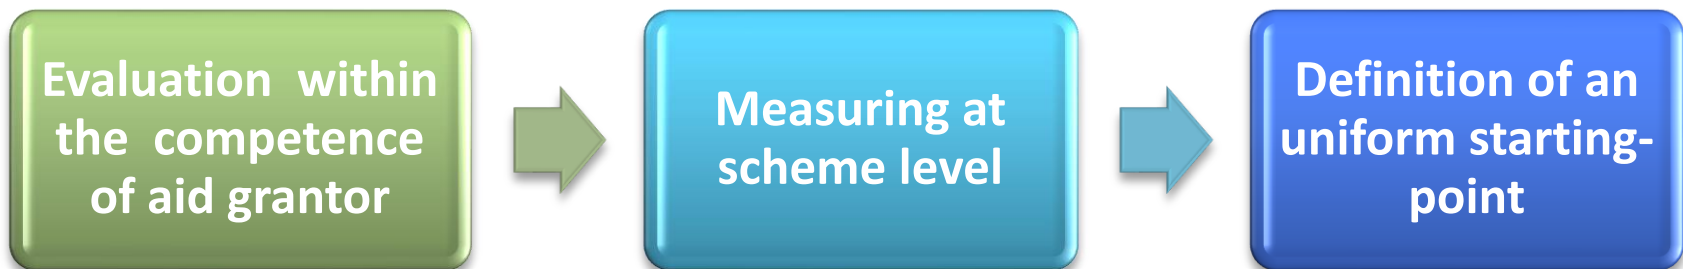 Evaluation within
the competence
of aid grantor
Measuring at
scheme level
Definition of an
uniform starting-
point